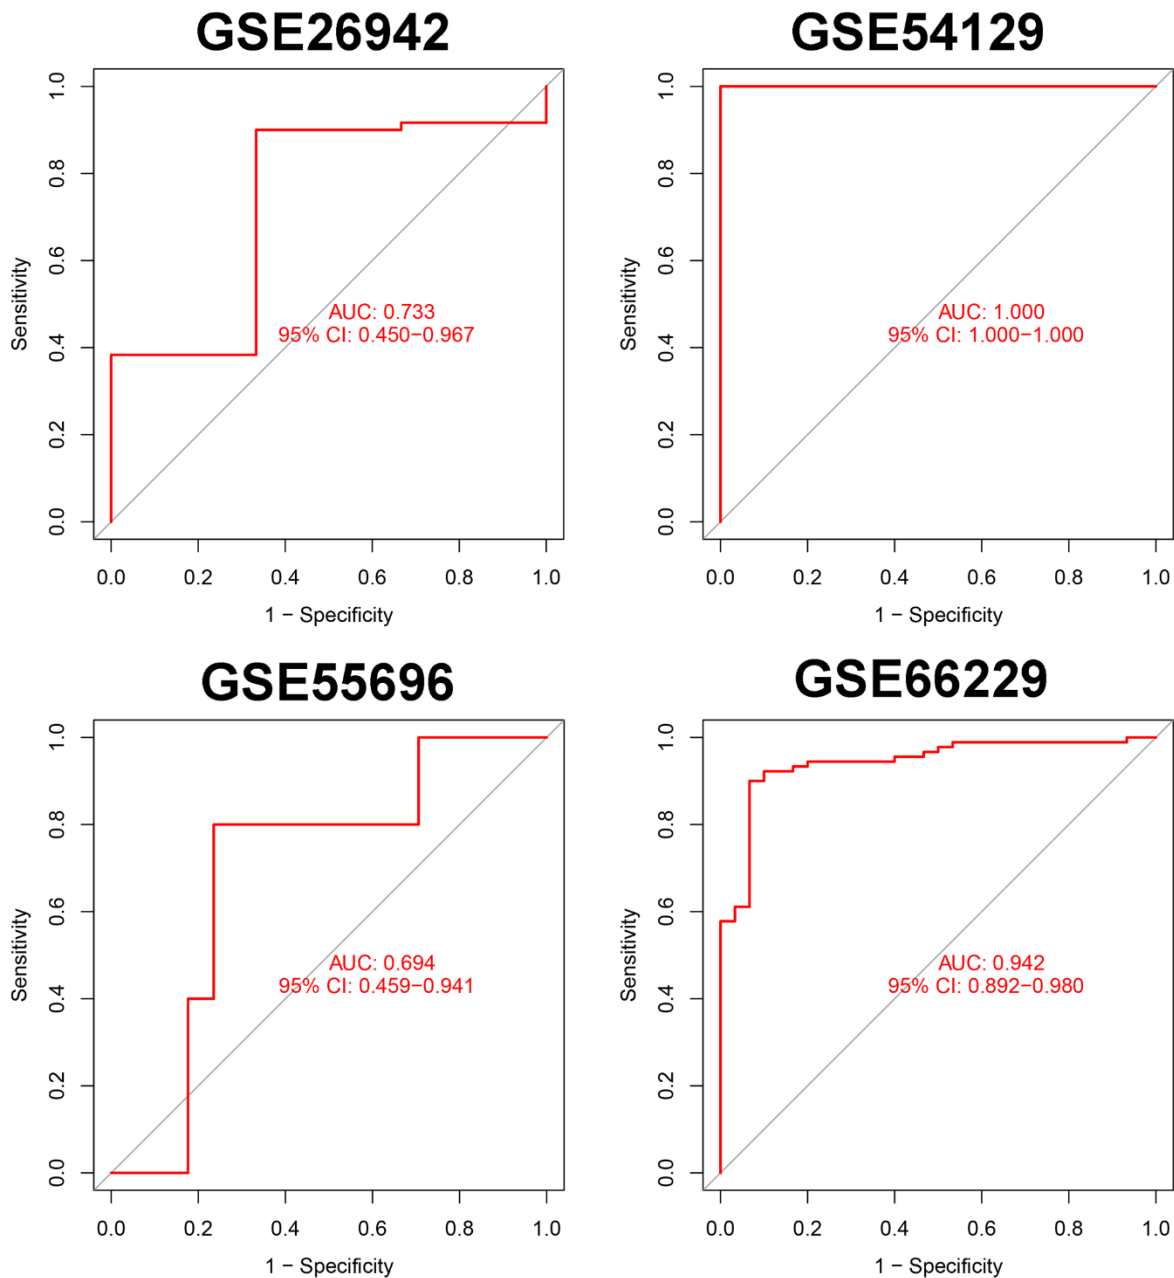 GSE26942
Sensitivity
1.0
0.8
0.6
0.4
0.2
0.0
AUC: 0.733
95% CI: 0.450−0.967
0.0 0.2 0.4 0.6 0.8 1.0
1 − Specificity
GSE54129
Sensitivity
1.0
0.8
0.6
0.4
0.2
0.0
AUC: 1.000
95% CI: 1.000−1.000
0.0 0.2 0.4 0.6 0.8 1.0
1 − Specificity
GSE55696
Sensitivity
1.0
0.8
0.6
0.4
0.2
0.0
AUC: 0.694
95% CI: 0.459−0.941
0.0 0.2 0.4 0.6 0.8 1.0
1 − Specificity
GSE66229
Sensitivity
1.0
0.8
0.6
0.4
0.2
0.0
AUC: 0.942
95% CI: 0.892−0.980
0.0 0.2 0.4 0.6 0.8 1.0
1 − Specificity